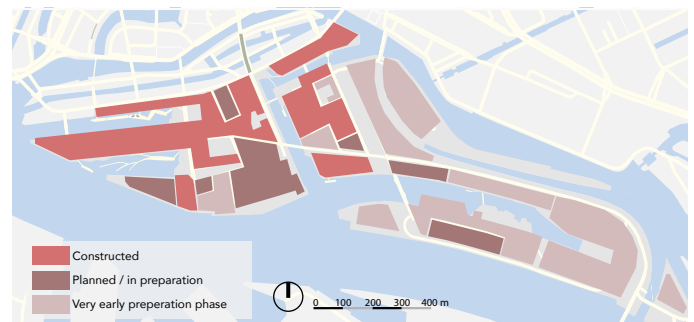 Constructed
Planned / in preparation
Very early preperation phase
0 100 200 300 400 m